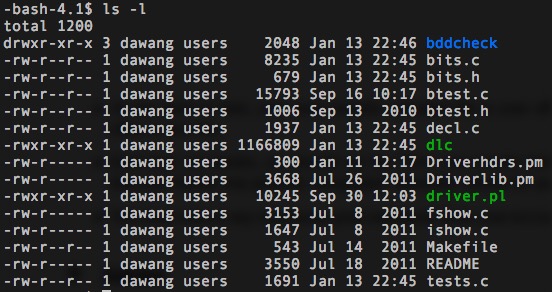 -bash-4.1$ ls -l
total 1200
drwxr-xr-x 3 dawang users    2048 Jan 13 22:46 bddcheck
-rw-r--r-- 1 dawang users    8235 Jan 13 22:45 bits.c
-rw-r--r-- 1 dawang users     679 Jan 13 22:45 bits.h
-rw-r--r-- 1 dawang users   15793 Sep 16 10:17 btest.c
-rw-r--r-- 1 dawang users    1006 Sep 13  2010 btest.h
-rw-r--r-- 1 dawang users    1937 Jan 13 22:45 decl.c
-rwxr-xr-x 1 dawang users 1166809 Jan 13 22:45 dlc
-rw-r----- 1 dawang users     300 Jan 11 12:17 Driverhdrs.pm
-rw-r----- 1 dawang users    3668 Jul 26  2011 Driverlib.pm
-rwxr-xr-x 1 dawang users   10245 Sep 30 12:03 driver.pl
-rw-r----- 1 dawang users    3153 Jul  8  2011 fshow.c
-rw-r----- 1 dawang users    1647 Jul  8  2011 ishow.c
-rw-r--r-- 1 dawang users     543 Jul 14  2011 Makefile
-rw-r----- 1 dawang users    3550 Jul 18  2011 README
-rw-r--r-- 1 dawang users    1691 Jan 13 22:45 tests.c